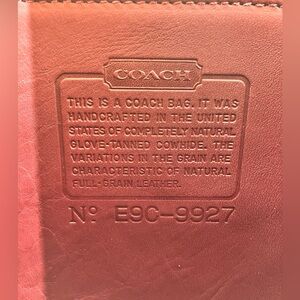 COACH
THIS IS A COACH BAG. IT WAS
HANDCRAFTED IN THE UNITED
STATES OF COMPLETELY NATURAL
GLOVE-TANNED COWHIDE. THE
VARIATIONS IN THE GRAIN ARE
CHARACTERISTIC OF NATURAL
FULL-GRAIN LEATHER.
Nº E9C-9927